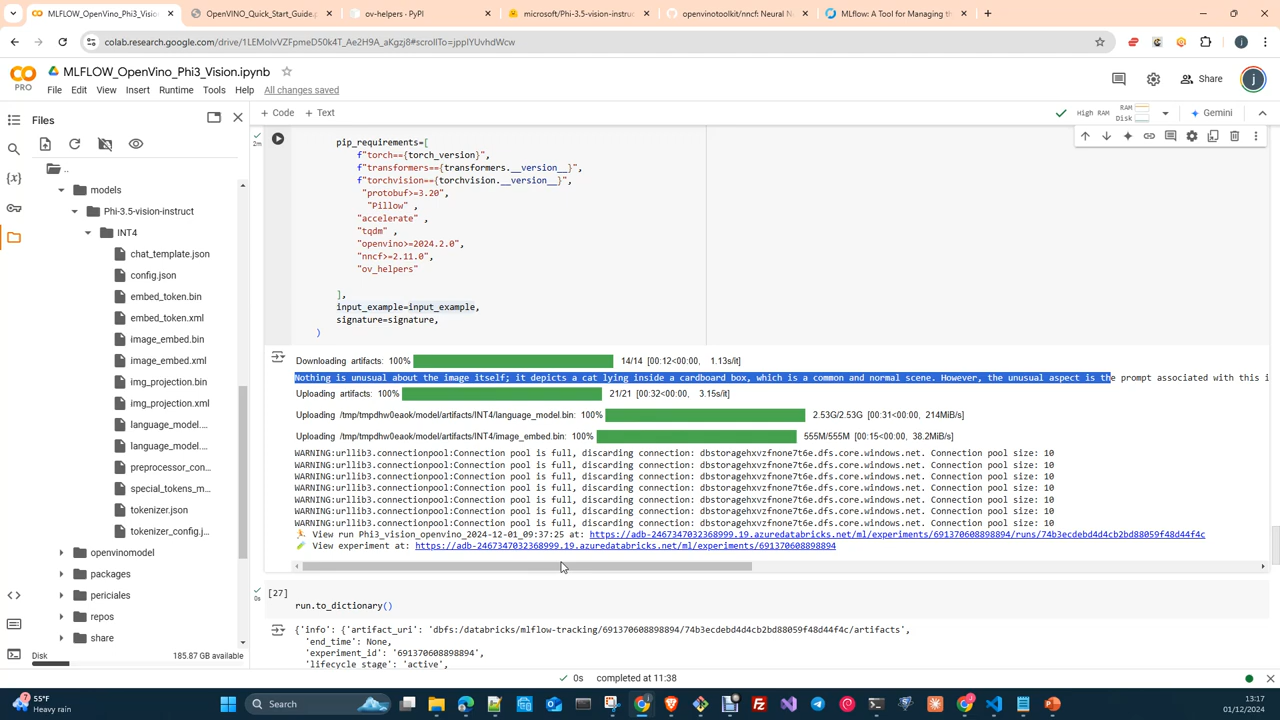 MLFLOW_OpenVino_Phi3_Vision
OpenVINO_Quick_Start_Guide.p
ov-helpers · PyPI
microsoft/Phi-3.5-vision-instruc
openvinotoolkit/nncf: Neural N
MLflow: A Tool for Managing th
colab.research.google.com/drive/1LEMolvVZFpmeD50k4T_Ae2H9A_aKgzj8#scrollTo=jppIYUvhdWcw
CO
PRO
MLFLOW_OpenVino_Phi3_Vision.ipynb
File Edit View Insert Runtime Tools Help All changes saved
Share
j
Files
+ Code + Text
High RAM
RAM
Disk
Gemini
..
models
Phi-3.5-vision-instruct
INT4
chat_template.json
config.json
embed_token.bin
embed_token.xml
image_embed.bin
image_embed.xml
img_projection.bin
img_projection.xml
language_model....
language_model....
preprocessor_con...
special_tokens_m...
tokenizer.json
tokenizer_config.j...
openvinomodel
packages
periciales
repos
share
Disk 185.87 GB available
2m
pip_requirements=[
f"torch=={torch_version}",
f"transformers=={transformers.__version__}",
f"torchvision=={torchvision.__version__}",
"protobuf>=3.20",
"Pillow" ,
"accelerate" ,
"tqdm" ,
"openvino>=2024.2.0",
"nncf>=2.11.0",
"ov_helpers"
],
input_example=input_example,
signature=signature,
)
Downloading artifacts: 100% 14/14 [00:12<00:00, 1.13s/it]
Nothing is unusual about the image itself; it depicts a cat lying inside a cardboard box, which is a common and normal scene. However, the unusual aspect is the prompt associated with this i
Uploading artifacts: 100% 21/21 [00:32<00:00, 3.15s/it]
Uploading /tmp/tmpdhw0eaok/model/artifacts/INT4/language_model.bin: 100% 2.53G/2.53G [00:31<00:00, 214MiB/s]
Uploading /tmp/tmpdhw0eaok/model/artifacts/INT4/image_embed.bin: 100% 555M/555M [00:15<00:00, 38.2MiB/s]
WARNING:urllib3.connectionpool:Connection pool is full, discarding connection: dbstoragehxvzfnone7t6e.dfs.core.windows.net. Connection pool size: 10
WARNING:urllib3.connectionpool:Connection pool is full, discarding connection: dbstoragehxvzfnone7t6e.dfs.core.windows.net. Connection pool size: 10
WARNING:urllib3.connectionpool:Connection pool is full, discarding connection: dbstoragehxvzfnone7t6e.dfs.core.windows.net. Connection pool size: 10
WARNING:urllib3.connectionpool:Connection pool is full, discarding connection: dbstoragehxvzfnone7t6e.dfs.core.windows.net. Connection pool size: 10
WARNING:urllib3.connectionpool:Connection pool is full, discarding connection: dbstoragehxvzfnone7t6e.dfs.core.windows.net. Connection pool size: 10
WARNING:urllib3.connectionpool:Connection pool is full, discarding connection: dbstoragehxvzfnone7t6e.dfs.core.windows.net. Connection pool size: 10
WARNING:urllib3.connectionpool:Connection pool is full, discarding connection: dbstoragehxvzfnone7t6e.dfs.core.windows.net. Connection pool size: 10
View run Phi3_vision_openvino_2024-12-01_09:37:25 at: https://adb-2467347032368999.19.azuredatabricks.net/ml/experiments/691370608898894/runs/74b3ecdebd4d4cb2bd88059f48d44f4c
View experiment at: https://adb-2467347032368999.19.azuredatabricks.net/ml/experiments/691370608898894
0s
[27]
run.to_dictionary()
{'info': {'artifact_uri': 'dbfs:/databricks/mlflow-tracking/691370608898894/74b3ecdebd4d4cb2bd88059f48d44f4c/artifacts',
'end_time': None,
'experiment_id': '691370608898894',
'lifecycle_stage': 'active',
0s completed at 11:38
55°F
Heavy rain
Search
13:17
01/12/2024